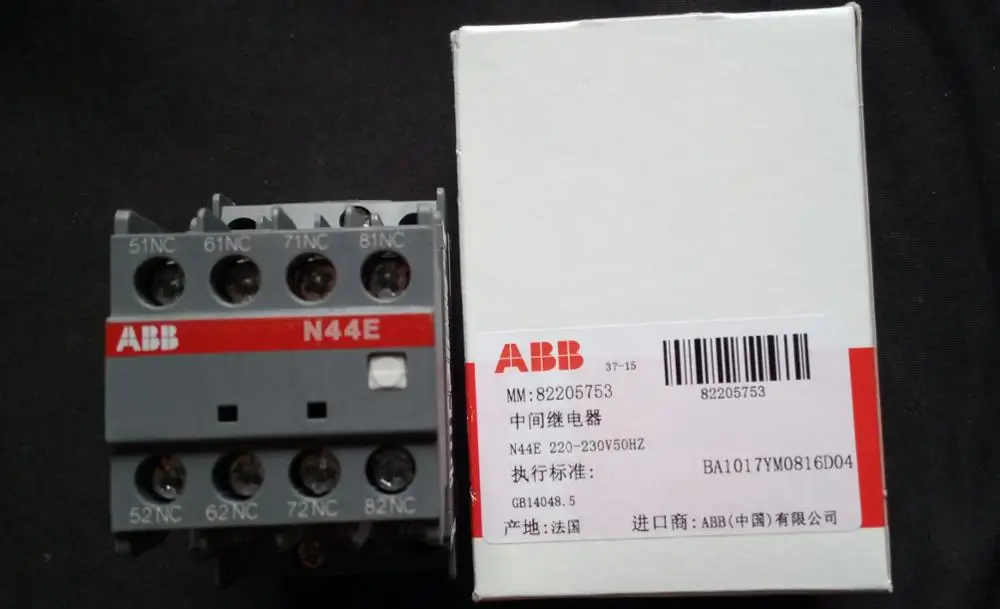 51NC 61NC 71NC 81NC
ABB N44E
52NC 62NC 72NC 82NC
ABB 37-15
82205753
MM:82205753
中间继电器
N44E 220-230V50HZ
执行标准:
BA1017YM0816D04
GB14048.5
产地:法国 进口商:ABB(中国)有限公司